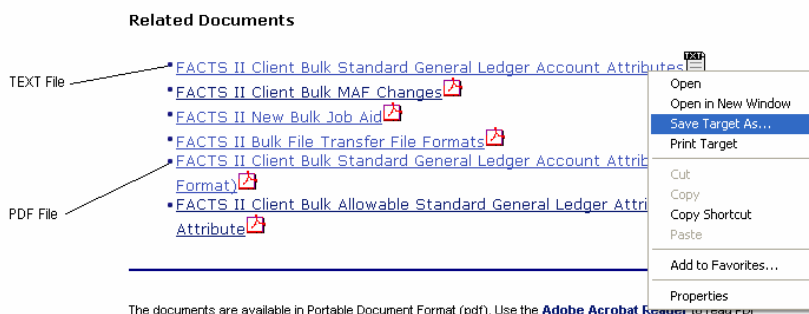 Related Documents
TEXT File
FACTS II Client Bulk Standard General Ledger Account Attributes
TXT
FACTS II Client Bulk MAF Changes
FACTS II New Bulk Job Aid
FACTS II Bulk File Transfer File Formats
FACTS II Client Bulk Standard General Ledger Account Attrib
Format)
PDF File
FACTS II Client Bulk Allowable Standard General Ledger Attri
Attribute
Open
Open in New Window
Save Target As...
Print Target
Cut
Copy
Copy Shortcut
Paste
Add to Favorites...
Properties
The documents are available in Portable Document Format (pdf). Use the Adobe Acrobat Reader to read PDF